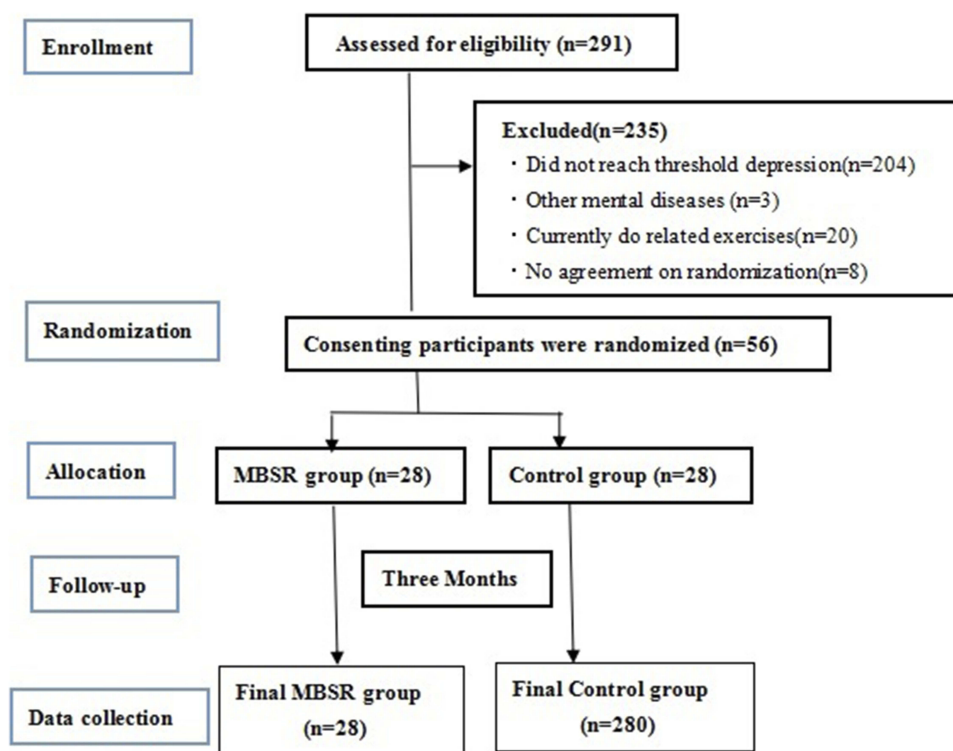 Enrollment
Assessed for eligibility (n=291)
Excluded(n=235)
· Did not reach threshold depression(n=204)
· Other mental diseases (n=3)
· Currently do related exercises(n=20)
· No agreement on randomization(n=8)
Randomization
Consenting participants were randomized (n=56)
Allocation
MBSR group (n=28)
Control group (n=28)
Follow-up
Three Months
Data collection
Final MBSR group
(n=28)
Final Control group
(n=280)